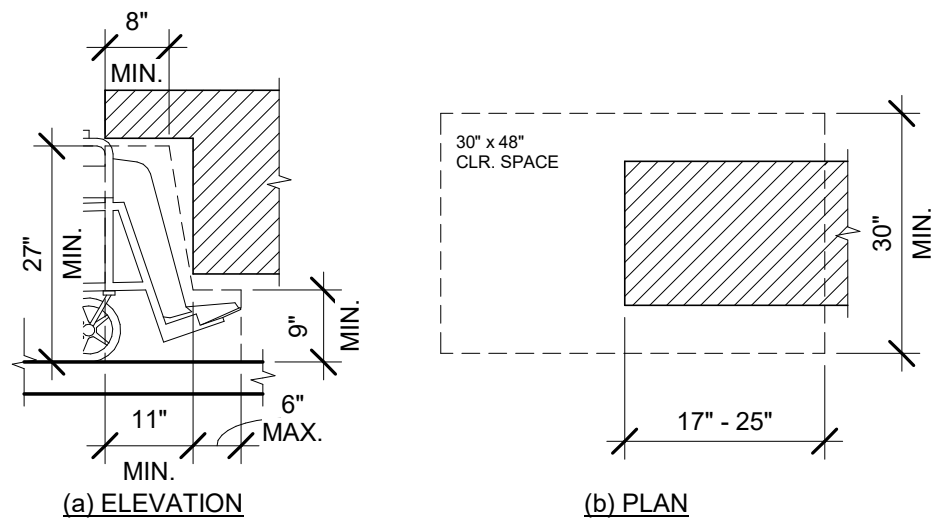 8"
MIN.
27"
MIN.
9"
MIN.
11"
MIN.
6"
MAX.
(a) ELEVATION
30" x 48"
CLR. SPACE
30"
MIN.
17" - 25"
(b) PLAN